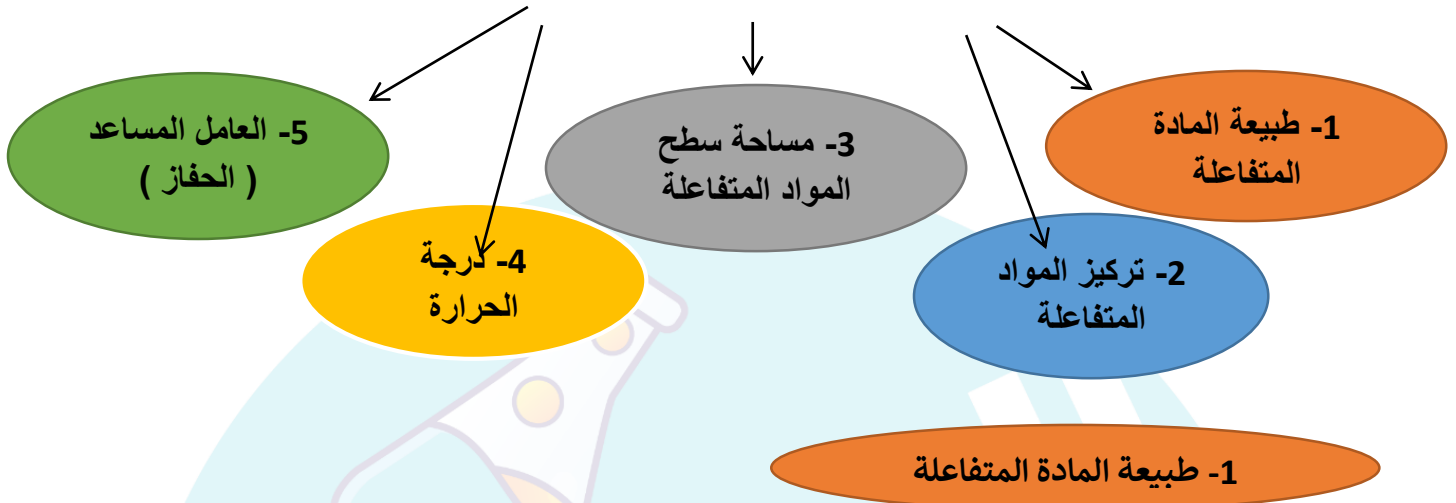 1- طبيعة المادة
المتفاعلة
2- تركيز المواد
المتفاعلة
3- مساحة سطح
المواد المتفاعلة
4- درجة
الحرارة
5- العامل المساعد
( الحفاز )
1- طبيعة المادة المتفاعلة